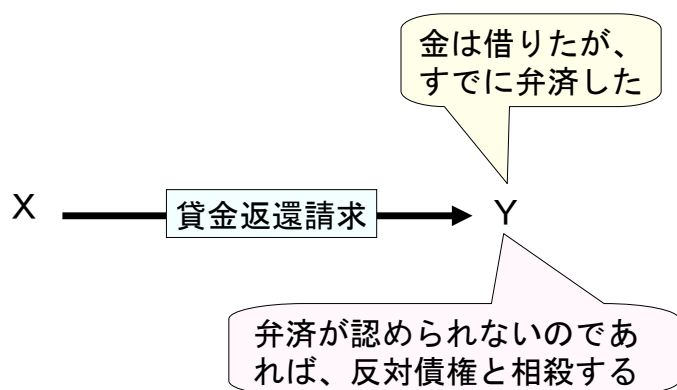 金は借りたが、
すでに弁済した
X
貸金返還請求
Y
弁済が認められないのであ
れば、反対債権と相殺する